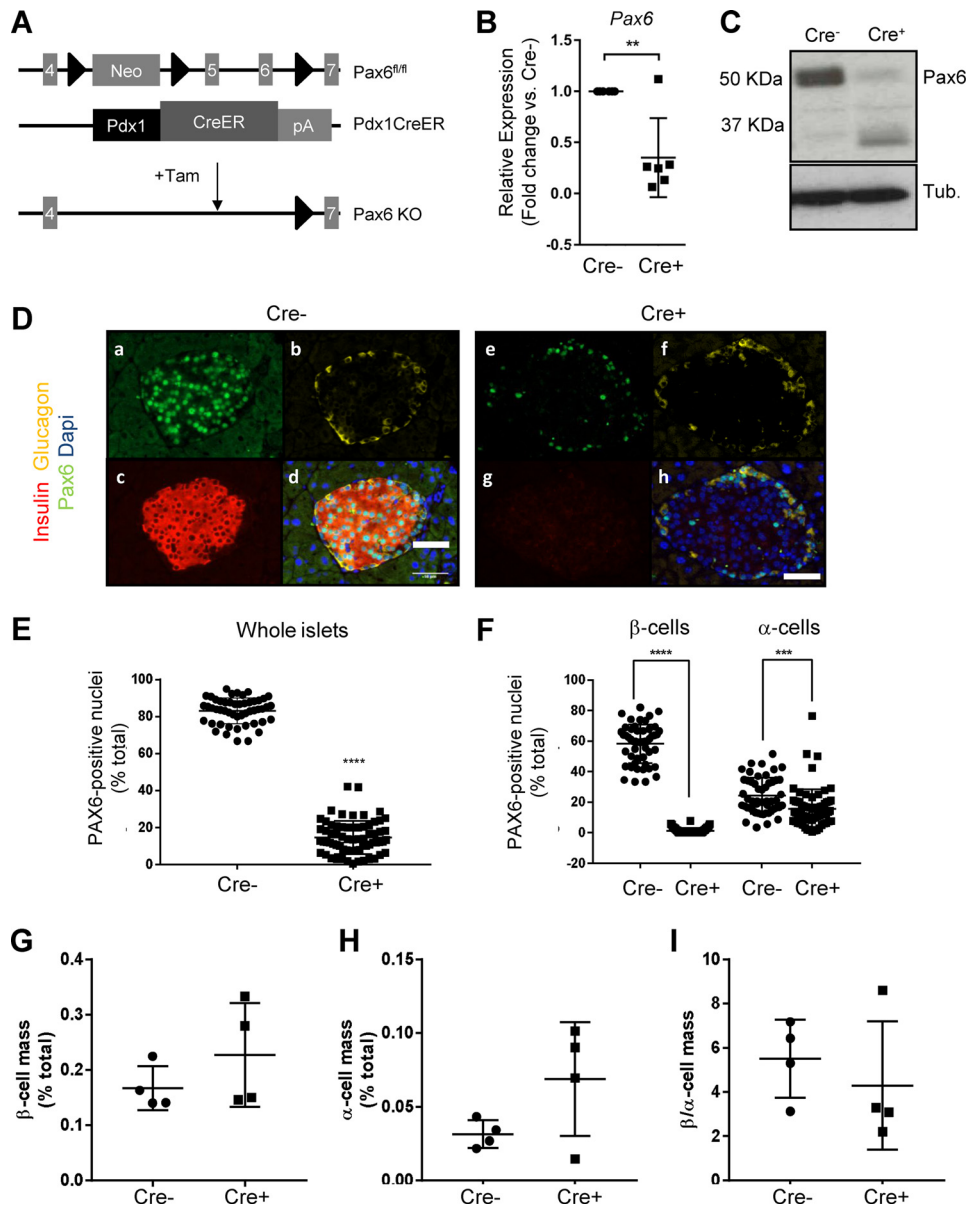 A
4
Neo
5
6
7
Pax6fl/fl
Pdx1
CreER
pA
Pdx1CreER
+Tam
4
7
Pax6 KO
B
Pax6
**
1.5
1.0
0.5
0.0
-0.5
Relative Expression
(Fold change vs. Cre-)
Cre-
Cre+
C
Cre-
Cre+
50 KDa
37 KDa
Pax6
Tub.
D
Cre-
Cre+
Insulin Glucagon
Pax6 Dapi
a
b
c
d
e
f
g
h
E
Whole islets
PAX6-positive nuclei
(% total)
100
80
60
40
20
0
****
Cre-
Cre+
F
β-cells
α-cells
****
***
PAX6-positive nuclei
(% total)
100
80
60
40
20
0
-20
Cre-
Cre+
Cre-
Cre+
G
β-cell mass
(% total)
0.4
0.3
0.2
0.1
0.0
Cre-
Cre+
H
α-cell mass
(% total)
0.15
0.10
0.05
0.00
Cre-
Cre+
I
β/α-cell mass
10
8
6
4
2
0
Cre-
Cre+